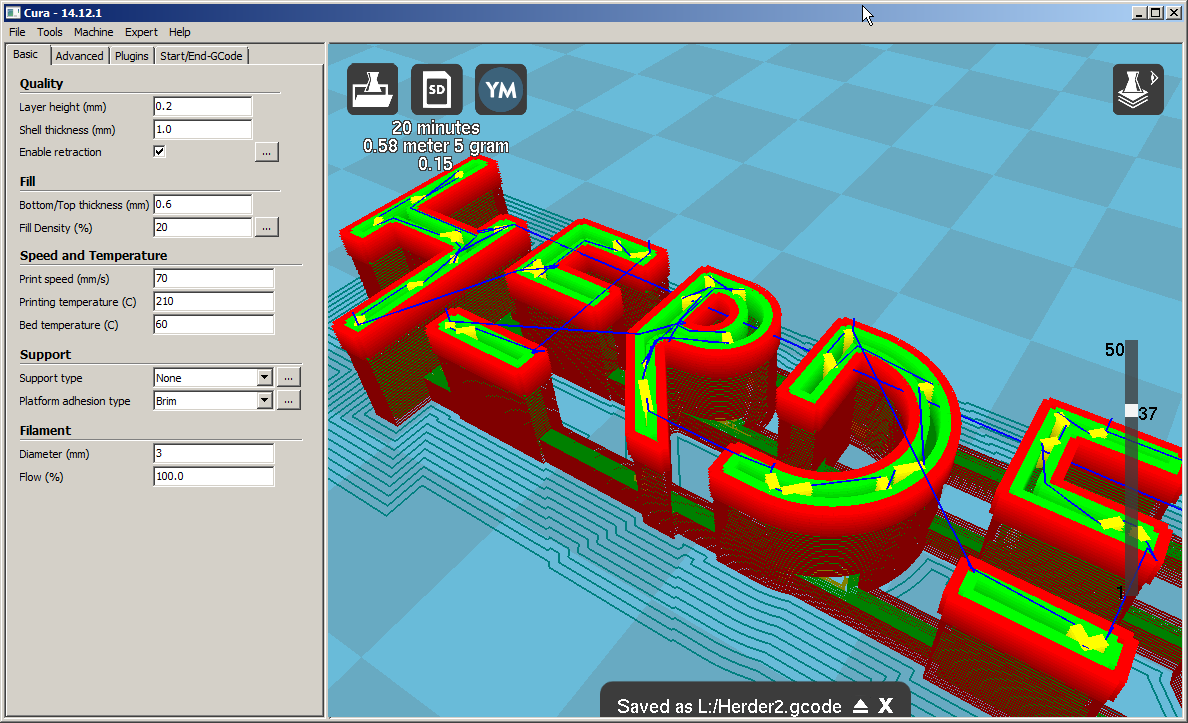 Cura - 14.12.1
File Tools Machine Expert Help
Basic Advanced Plugins Start/End-GCode
Quality
Layer height (mm) 0.2
Shell thickness (mm) 1.0
Enable retraction ...
Fill
Bottom/Top thickness (mm) 0.6
Fill Density (%) 20 ...
Speed and Temperature
Print speed (mm/s) 70
Printing temperature (C) 210
Bed temperature (C) 60
Support
Support type None ...
Platform adhesion type Brim ...
Filament
Diameter (mm) 3
Flow (%) 100.0
SD YM
20 minutes
0.58 meter 5 gram
0.15
50
37
1
Saved as L:/Herder2.gcode X